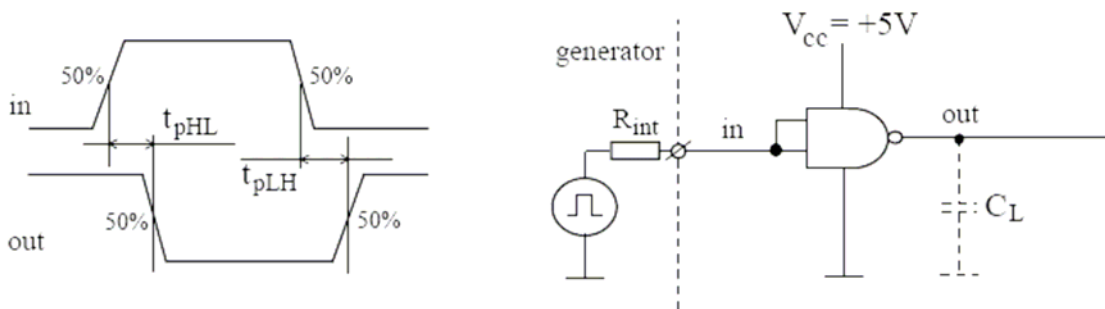 50%
50%
in
tpHL
tpLH
50%
50%
out
Vcc = +5V
generator
Rint
in
out
CL